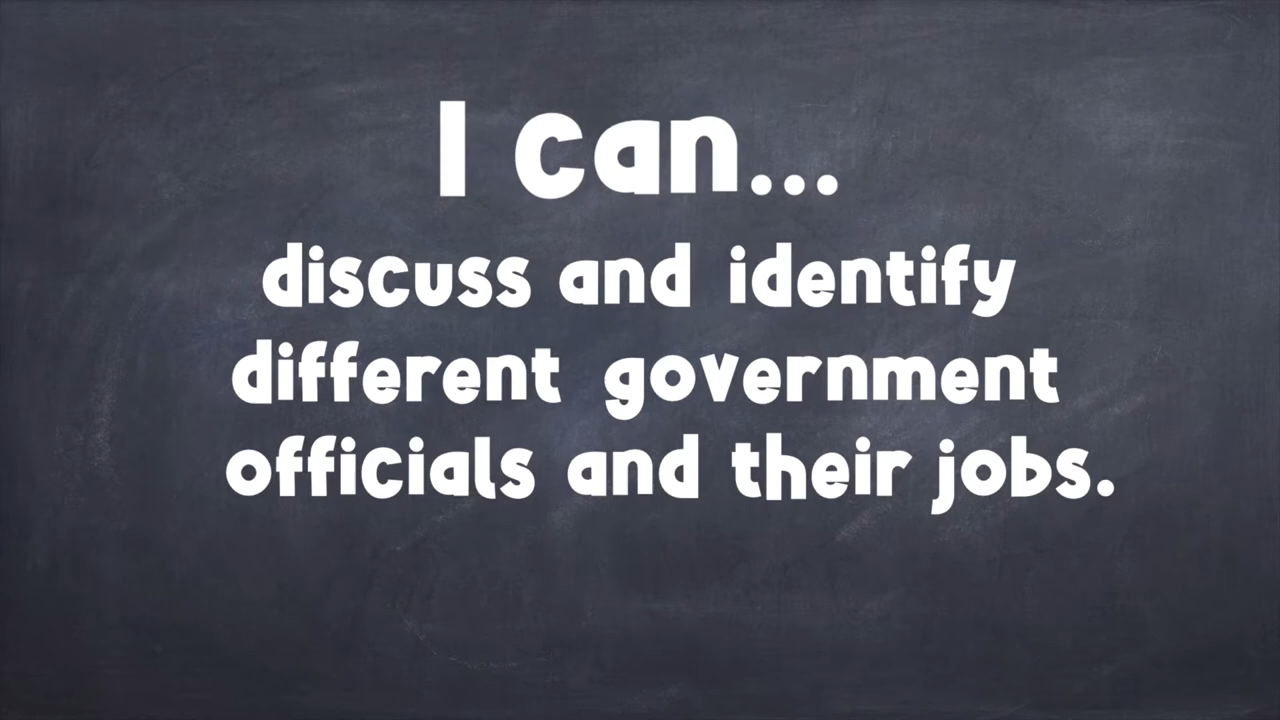 I can...
discuss and identify
different government
officials and their jobs.